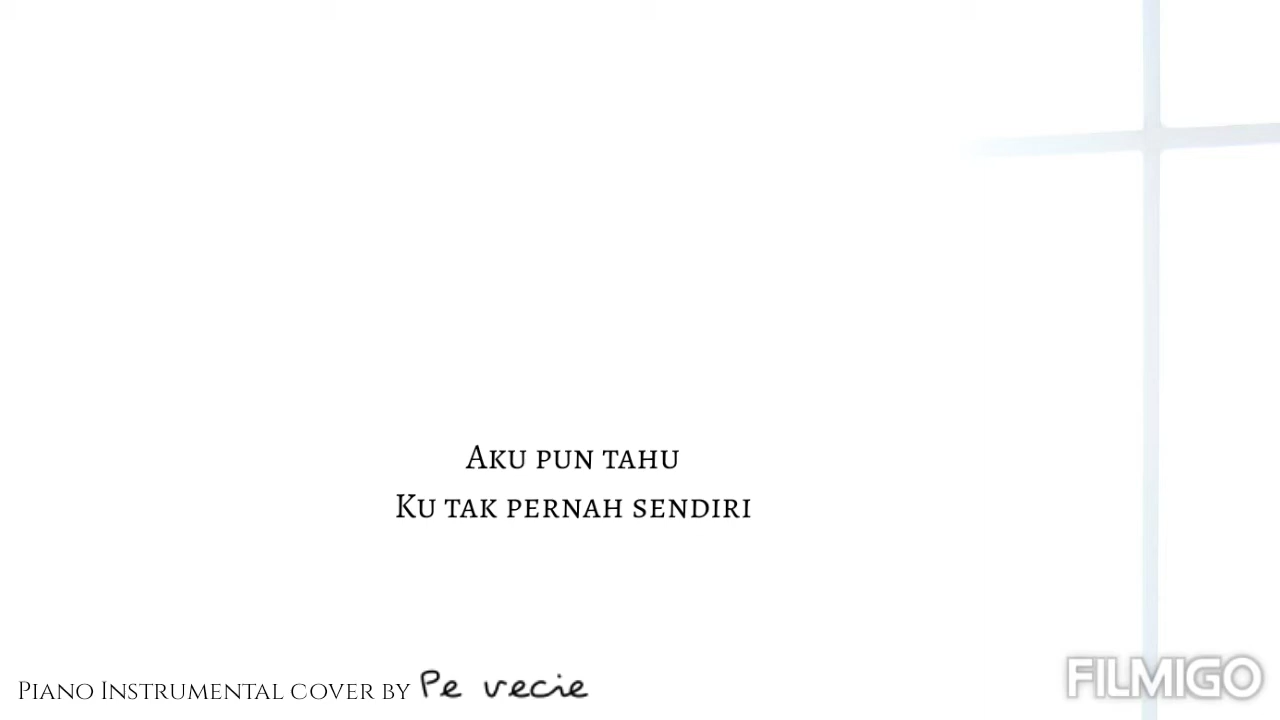 Aku pun tahu
Ku tak pernah sendiri
Piano Instrumental cover by Pe vecie
FILMIGO